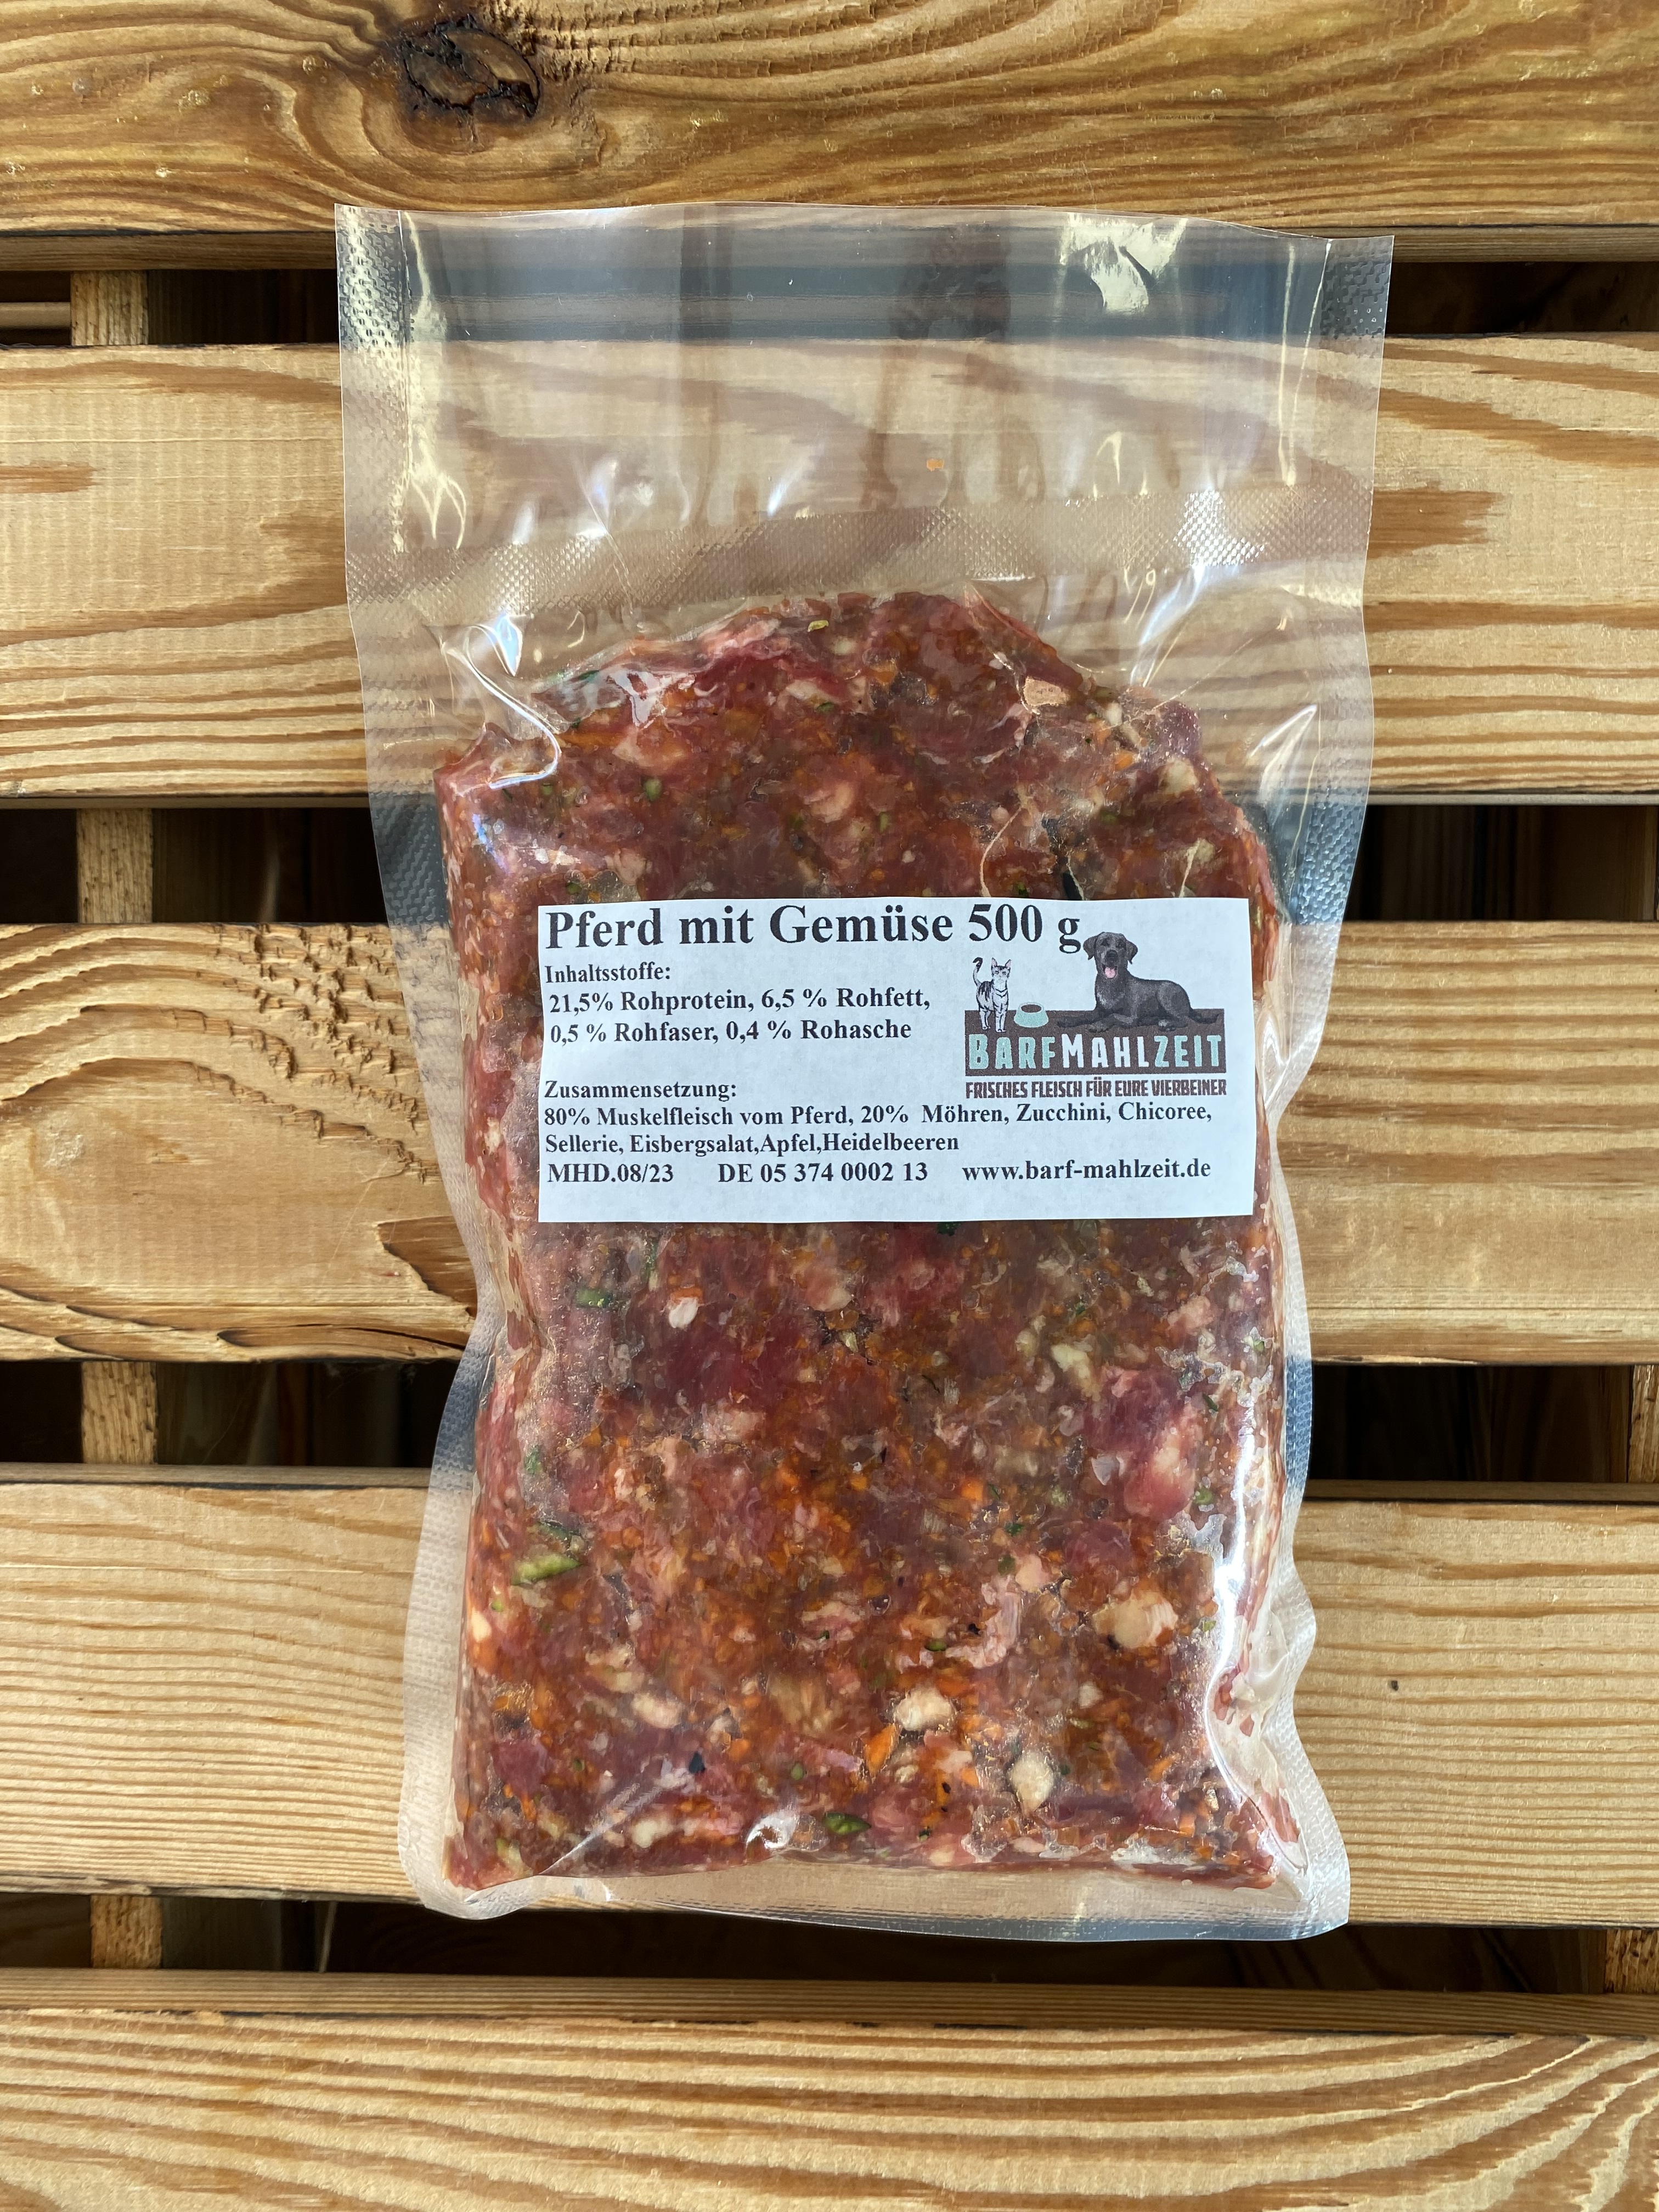 Pferd mit Gemüse 500 g
Inhaltsstoffe:
21,5% Rohprotein, 6,5 % Rohfett,
0,5 % Rohfaser, 0,4 % Rohasche
BARFMAHLZEIT
FRISCHES FLEISCH FÜR EURE VIERBEINER
Zusammensetzung:
80% Muskelfleisch vom Pferd, 20% Möhren, Zucchini, Chicoree,
Sellerie, Eisbergsalat,Apfel,Heidelbeeren
MHD.08/23 DE 05 374 0002 13 www.barf-mahlzeit.de